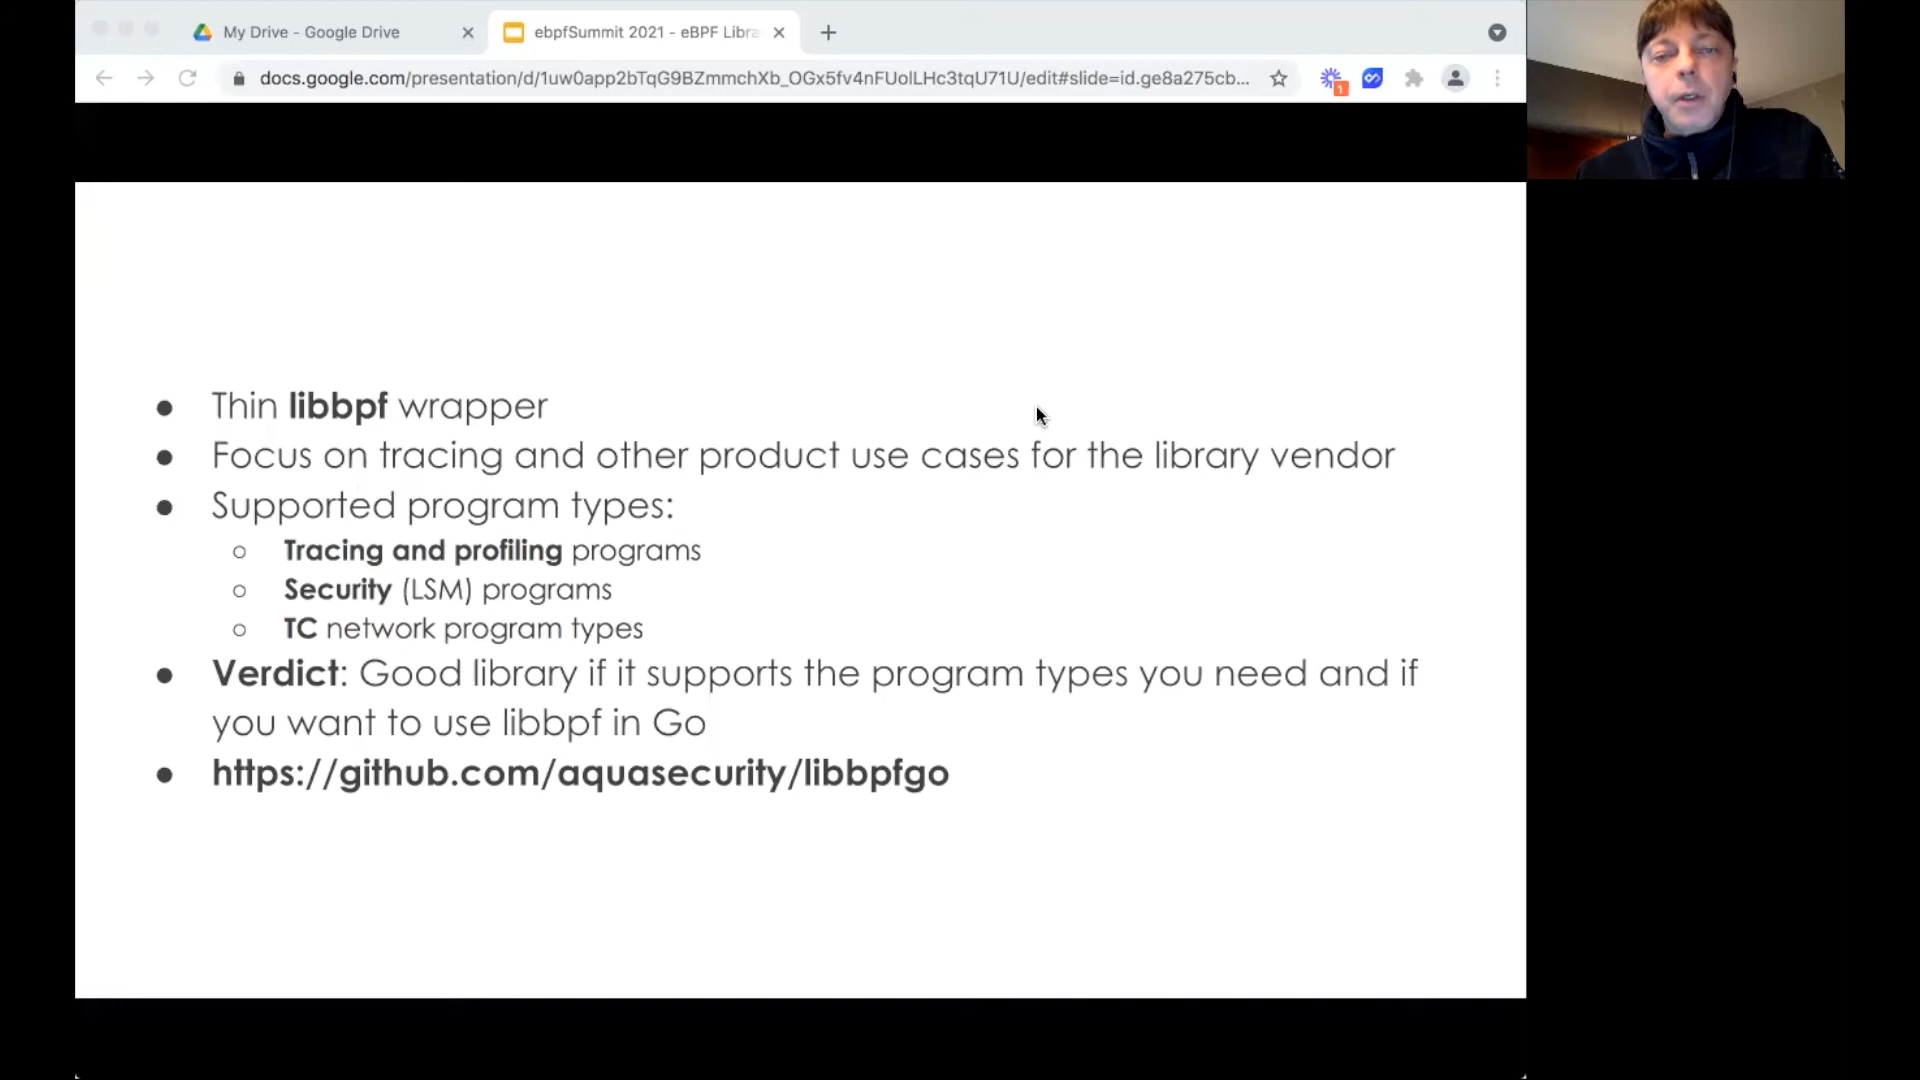 My Drive - Google Drive
ebpfSummit 2021 - eBPF Libra
docs.google.com/presentation/d/1uw0app2bTqG9BZmmchXb_OGx5fv4nFUolLHc3tqU71U/edit#slide=id.ge8a275cb...
1
Thin libbpf wrapper
Focus on tracing and other product use cases for the library vendor
Supported program types:
Tracing and profiling programs
Security (LSM) programs
TC network program types
Verdict: Good library if it supports the program types you need and if
you want to use libbpf in Go
https://github.com/aquasecurity/libbpfgo